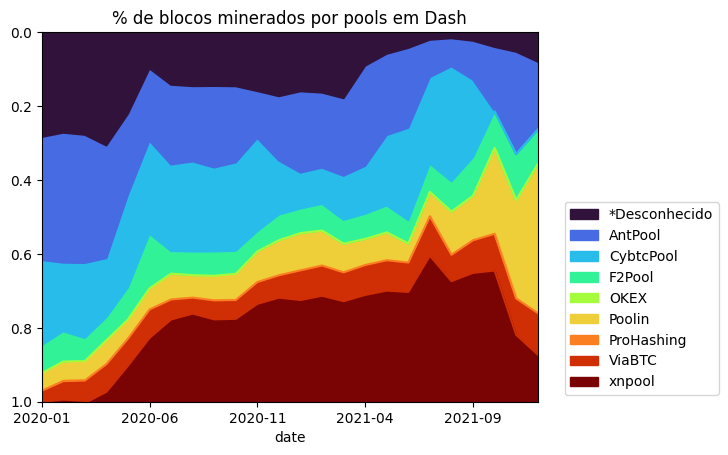 % de blocos minerados por pools em Dash
0.0
0.2
0.4
0.6
0.8
1.0
2020-01
2020-06
2020-11
2021-04
2021-09
date
*Desconhecido
AntPool
CybtcPool
F2Pool
OKEX
Poolin
ProHashing
ViaBTC
xnpool